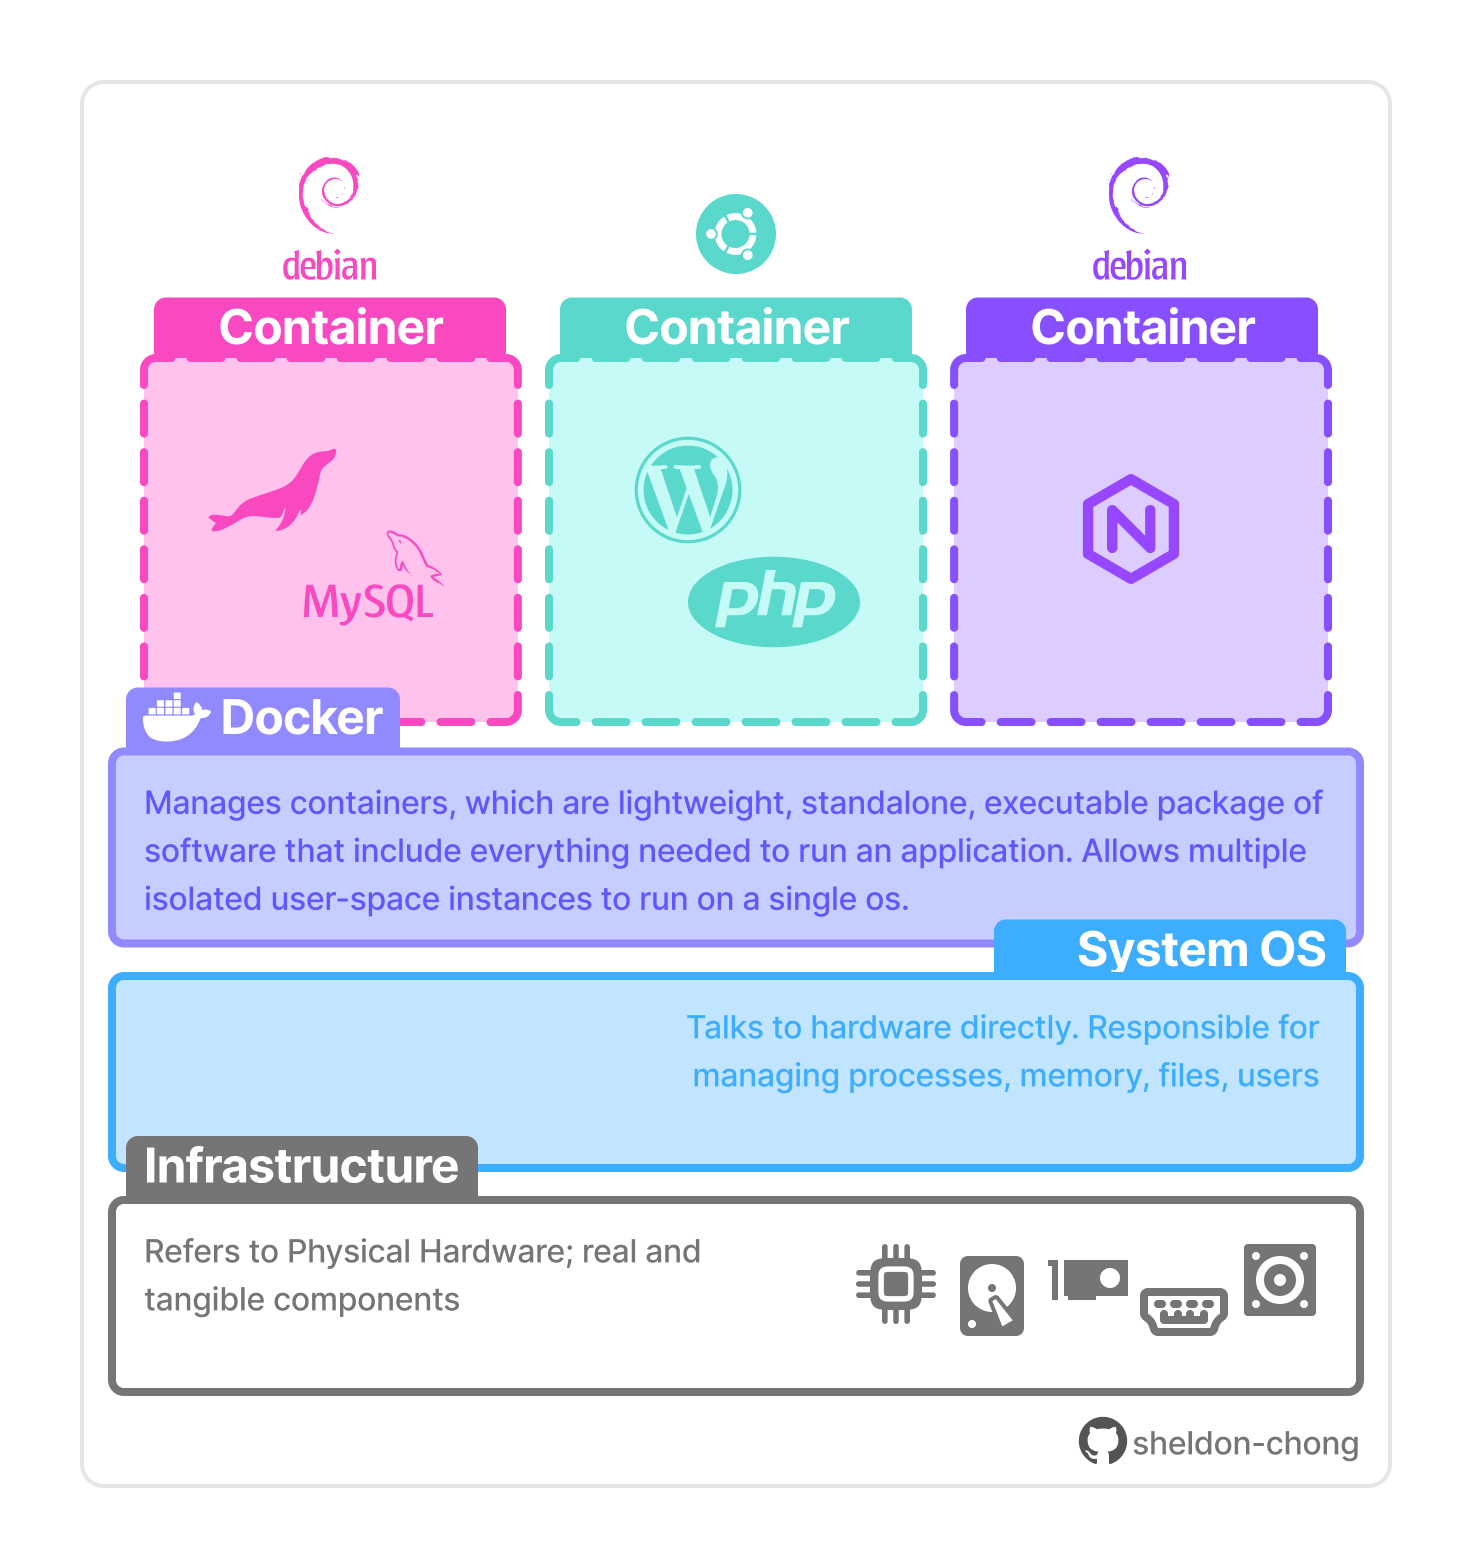 debian
debian
Container
Container
Container
W
N
MySQL
php
Docker
Manages containers, which are lightweight, standalone, executable package of
software that include everything needed to run an application. Allows multiple
isolated user-space instances to run on a single os.
System OS
Talks to hardware directly. Responsible for
managing processes, memory, files, users
Infrastructure
Refers to Physical Hardware; real and
tangible components
sheldon-chong